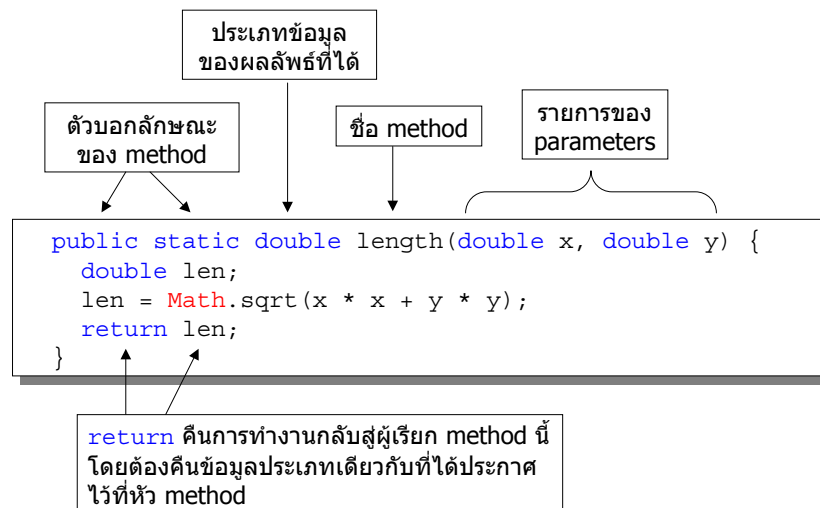 ประเภทข้อมูล
ของผลลัพธ์ที่ได้
ตัวบอกลักษณะ
ของ method
ชื่อ method
รายการของ
parameters
public static double length(double x, double y) {
double len;
len = Math.sqrt(x * x + y * y);
return len;
}
return คืนการทำงานกลับสู่ผู้เรียก method นี้
โดยต้องคืนข้อมูลประเภทเดียวกับที่ได้ประกาศ
ไว้ที่หัว method